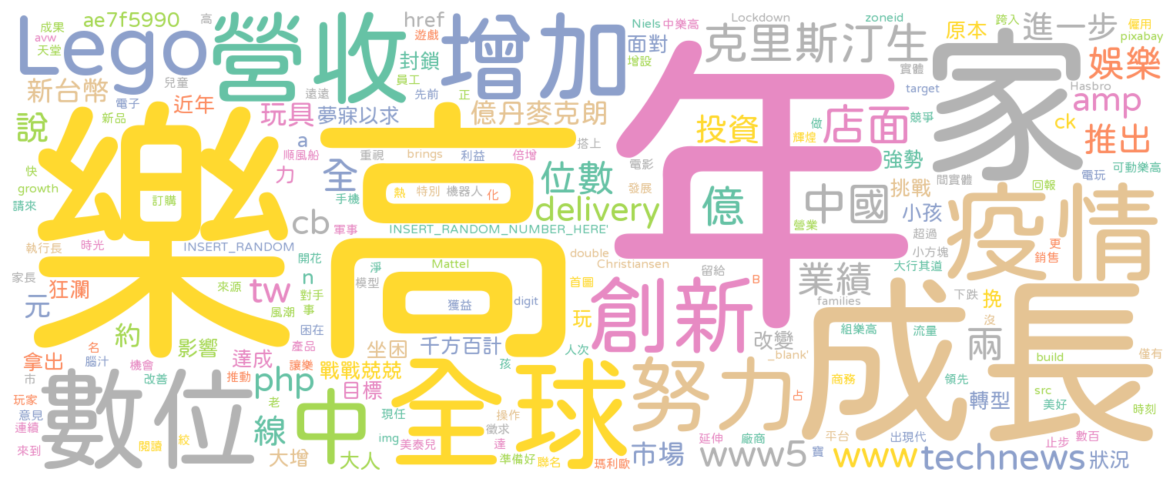 Lego
營收
增加
樂高
年
家
成長
疫情
全球
數位
創新
努力
ae7f5990
成果
avw
天堂
高
href
遊戲
封鎖
員工
Niels
中樂高
面對
增設
Lockdown
克里斯汀生
zoneid
原本
跨入
進一步
僱用
pixabay
娛樂
實體
target
Hasbro
amp
競爭
ck
推出
新台幣
電子
兒童
近年
遠遠
玩具
夢寐以求
先前
正
億丹麥克朗
新品
說
順風船
a
力
重視
brings
利益
倍增
搭上
投資
做
輝煌
店面
強勢
可動樂高
快
growth
請來
訂購
全
手機
熱
特別
機器人
化
位數
電影
發展
億
中國
間實體
挑戰
回報
電玩
cb
軍事
delivery
小孩
營業
更
銷售
INSERT_RANDOM
INSERT_RANDOM_NUMBER_HERE'
執行長
時光
超過
小方塊
大行其道
家長
來源
開花
n
淨
Mattel
double
Christiansen
留給
B
業績
families
下跌
挽
沒
狂瀾
tw
對手
事
模型
首圖
元
風潮
獲益
digit
玩
改變
組樂高
流量
兩
約
困在
影響
產品
坐困
千方百計
人次
_blank'
build
僅有
拿出
名
腦汁
機會
達成
讓樂
戰戰兢兢
孩
商務
領先
src
市
改善
推動
php
目標
占
轉型
美好
時刻
玩家
意見
老
中
現任
操作
徵求
連續
線
img
美泰兒
達
延伸
廠商
平台
出現代
止步
數百
來到
閱讀
較
大增
大人
準備好
聯名
瑪利歐
市場
www5
寶
www
technews
狀況